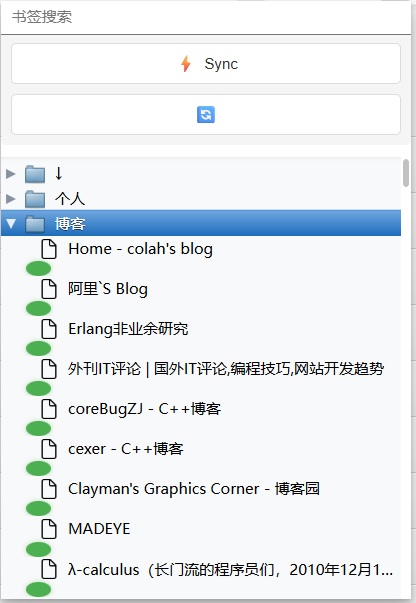 书签搜索
Sync
↓
个人
博客
Home - colah's blog
阿里`S Blog
Erlang非业余研究
外刊IT评论 | 国外IT评论,编程技巧,网站开发趋势
coreBugZJ - C++博客
cexer - C++博客
Clayman's Graphics Corner - 博客园
MADEYE
λ-calculus（长门流的程序员们，2010年12月1...